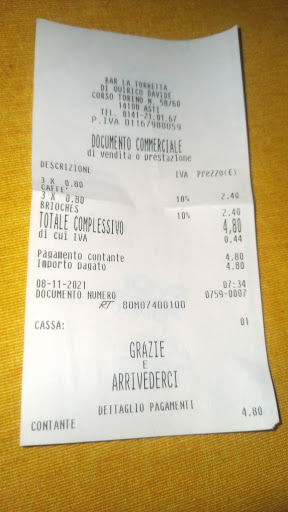 BAR LA TORRETTA
DI QUIRICO DAVIDE
CORSO TORINO N. 58/60
14100 ASTI
TEL. 0141-21.01.67
P.IVA 01167900059
DOCUMENTO COMMERCIALE
di vendita o prestazione
DESCRIZIONE IVA Prezzo(€)
3 X 0.80
CAFFE' 10% 2.40
3 X 0.80
BRIOCHES 10% 2.40
TOTALE COMPLESSIVO 4,80
di cui IVA 0.44
Pagamento contante 4.80
Importo pagato 4.80
08-11-2021 07:34
DOCUMENTO NUMERO 0759-0007
RT 80M07400100
CASSA: 01
GRAZIE
E
ARRIVEDERCI
DETTAGLIO PAGAMENTI
CONTANTE 4.80